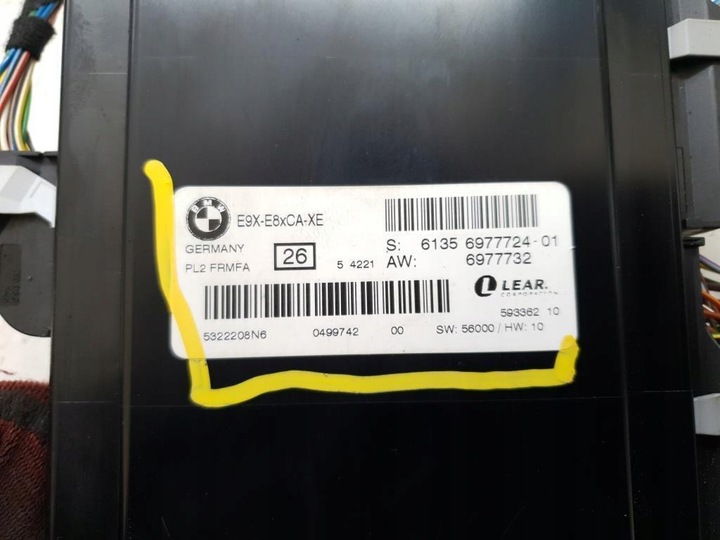 BMW
E9X-E8xCA-XE
GERMANY
PL2 FRMFA
26
5 4221
S: 6135 6977724-01
AW: 6977732
LEAR.
CORPORATION
593362 10
5322208N6 0499742 00 SW: 56000 / HW: 10